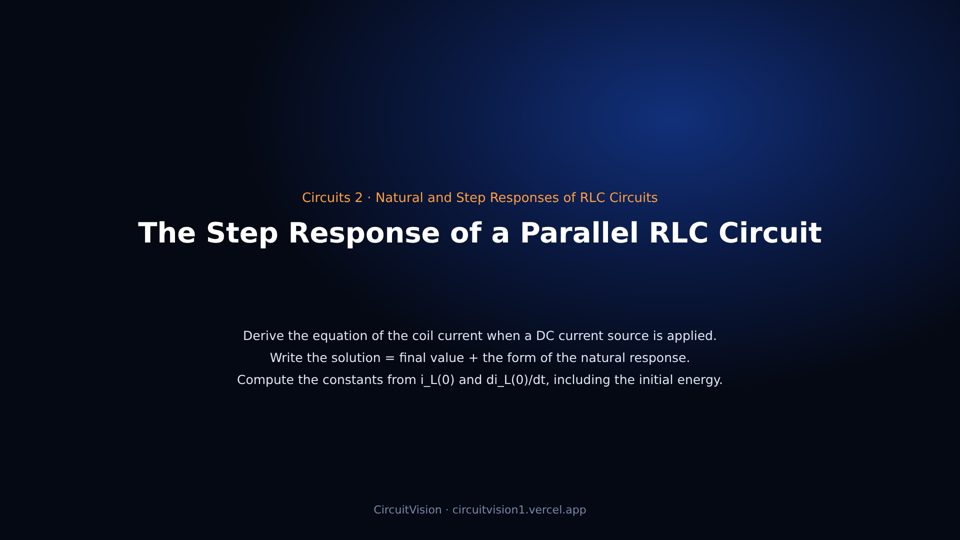 Circuits 2 · Natural and Step Responses of RLC Circuits
The Step Response of a Parallel RLC Circuit
Derive the equation of the coil current when a DC current source is applied.
Write the solution = final value + the form of the natural response.
Compute the constants from i_L(0) and di_L(0)/dt, including the initial energy.
CircuitVision · circuitvision1.vercel.app